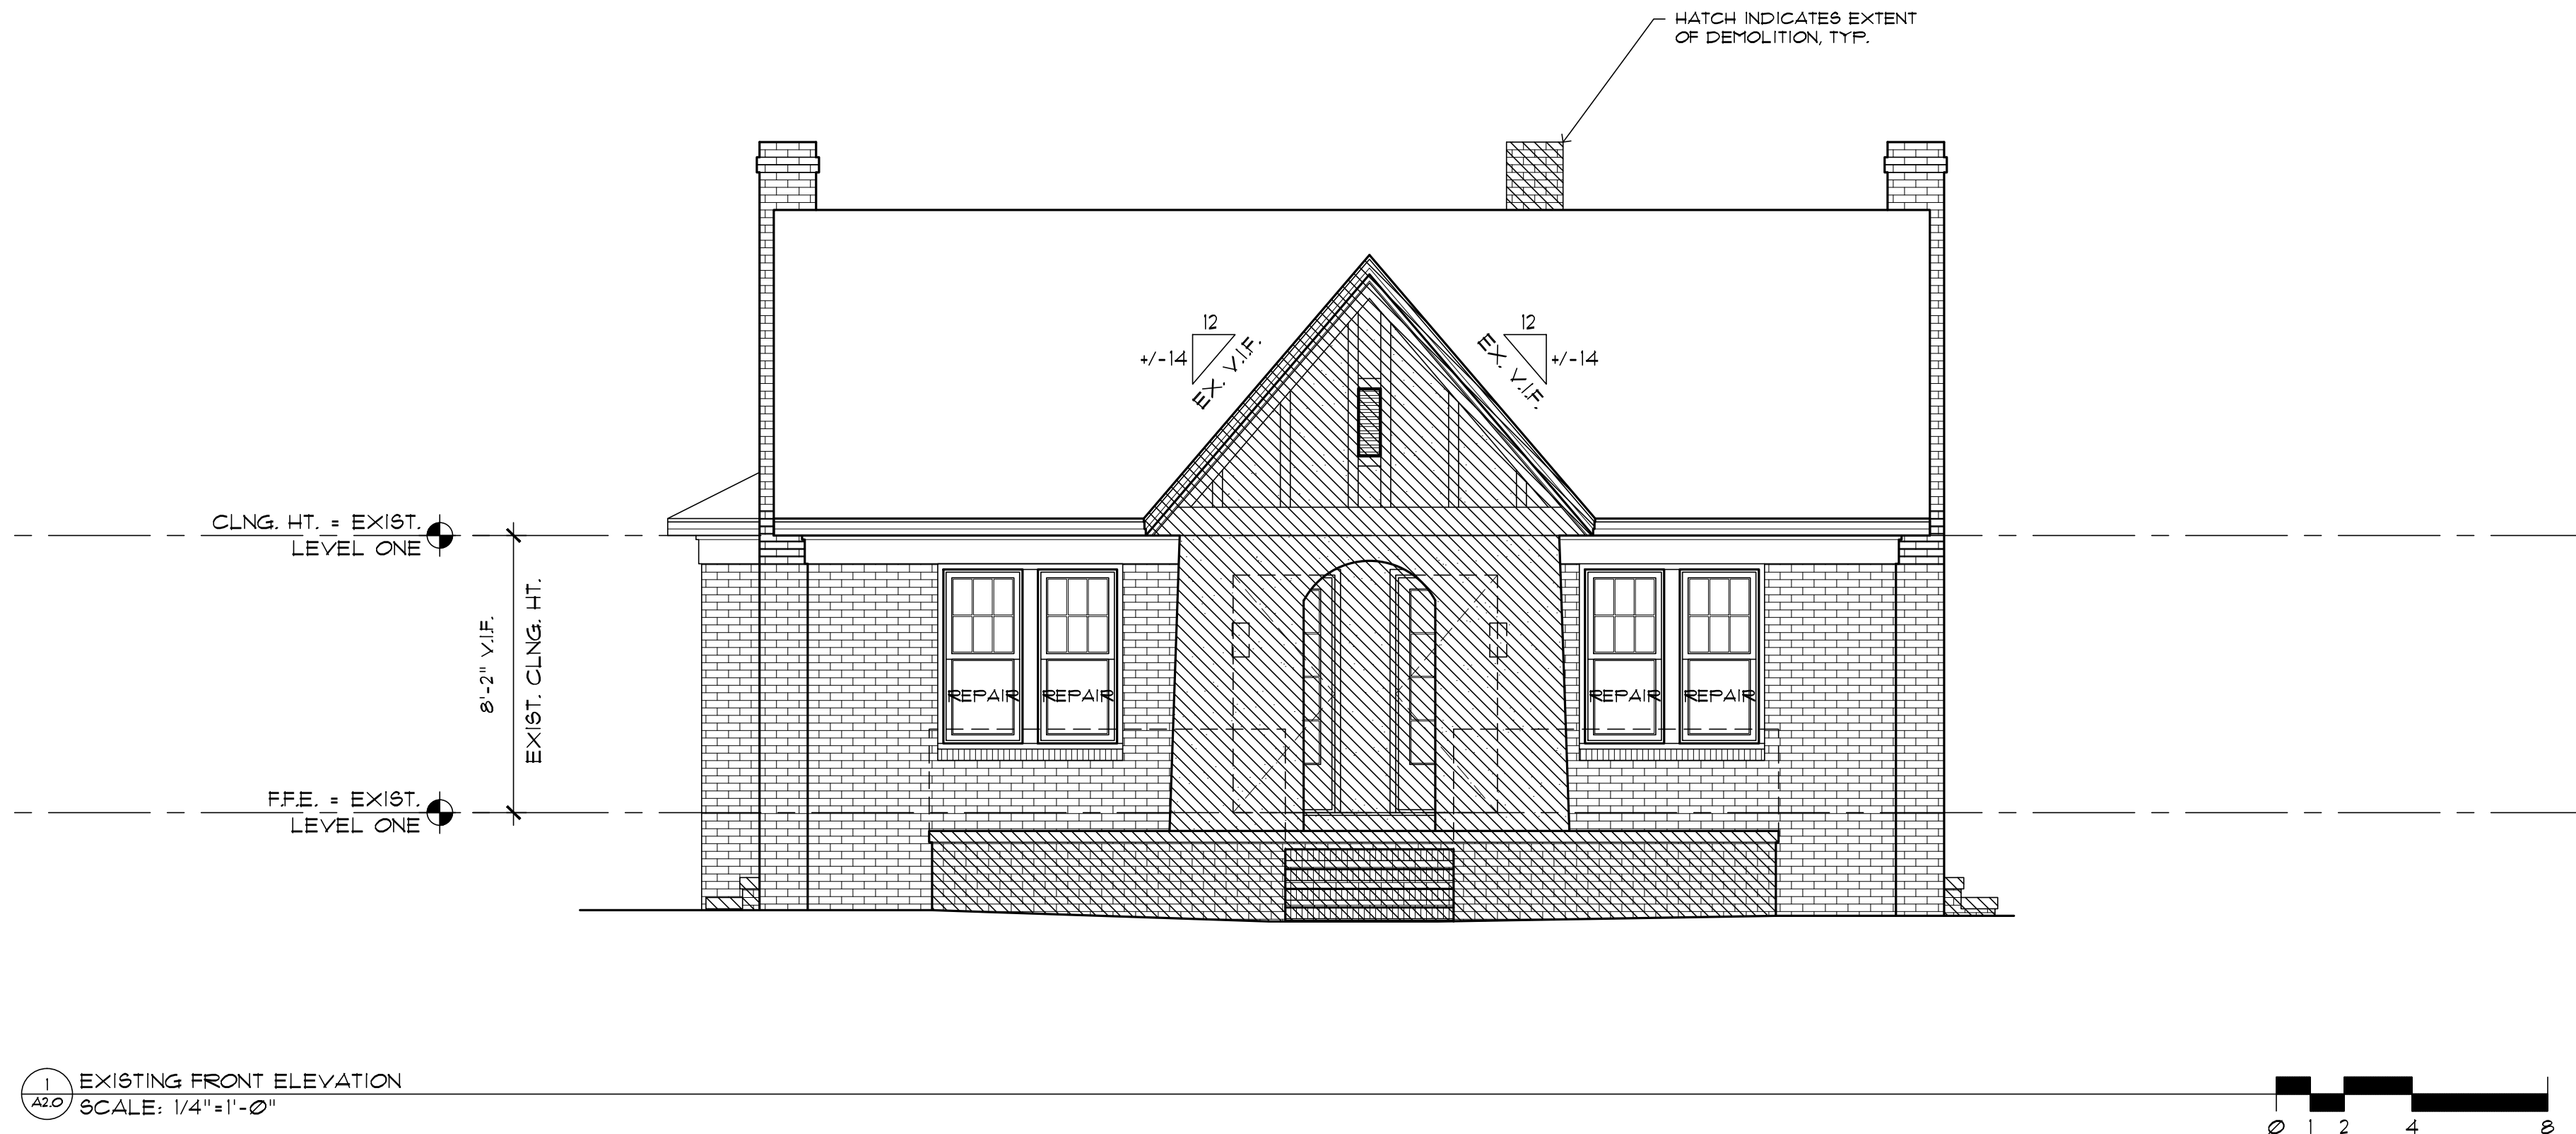 HATCH INDICATES EXTENT
OF DEMOLITION, TYP.
12
+/-14
EX. V.I.F.
12
+/-14
EX. V.I.F.
CLNG. HT. = EXIST.
LEVEL ONE
8'-2" V.I.F.
EXIST. CLNG. HT.
REPAIR
REPAIR
REPAIR
REPAIR
F.F.E. = EXIST.
LEVEL ONE
1
A2.0
EXISTING FRONT ELEVATION
SCALE: 1/4"=1'-Ø"
Ø 1 2 4 8